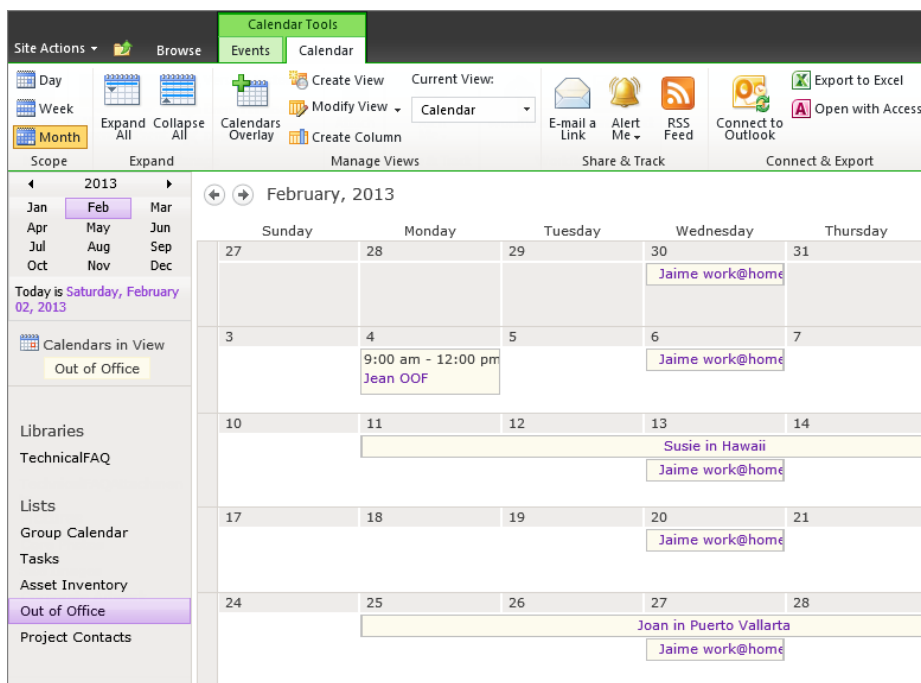 Calendar Tools
Site Actions Browse Events Calendar
Day
Week
Month
Scope
Expand All
Collapse All
Expand
Calendars Overlay
Create View
Modify View
Create Column
Current View:
Calendar
Manage Views
E-mail a Link
Alert Me
RSS Feed
Share & Track
Connect to Outlook
Export to Excel
Open with Access
Connect & Export
2013
Jan Feb Mar
Apr May Jun
Jul Aug Sep
Oct Nov Dec
Today is Saturday, February
02, 2013
Calendars in View
Out of Office
Libraries
TechnicalFAQ
Lists
Group Calendar
Tasks
Asset Inventory
Out of Office
Project Contacts
February, 2013
Sunday Monday Tuesday Wednesday Thursday
27 28 29 30 31
Jaime work@home
3 4 5 6 7
9:00 am - 12:00 pm
Jean OOF
Jaime work@home
10 11 12 13 14
Susie in Hawaii
Jaime work@home
17 18 19 20 21
Jaime work@home
24 25 26 27 28
Joan in Puerto Vallarta
Jaime work@home